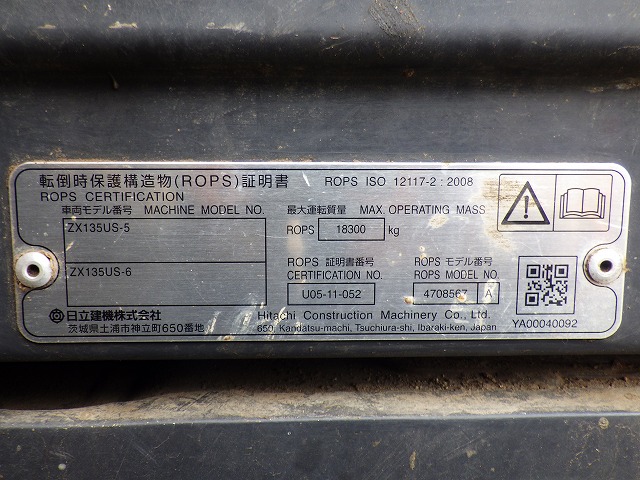 転倒時保護構造物(ROPS)証明書 ROPS ISO 12117-2 : 2008
ROPS CERTIFICATION
車両モデル番号 MACHINE MODEL NO. 最大運転質量 MAX. OPERATING MASS
ZX135US-5
ROPS 18300 kg
ZX135US-6
ROPS 証明書番号 ROPS モデル番号
CERTIFICATION NO. ROPS MODEL NO.
U05-11-052 4708567 A
日立建機株式会社 Hitachi Construction Machinery Co., Ltd.
茨城県土浦市神立町650番地 650, Kandatsu-machi, Tsuchiura-shi, Ibaraki-ken, Japan
YA00040092